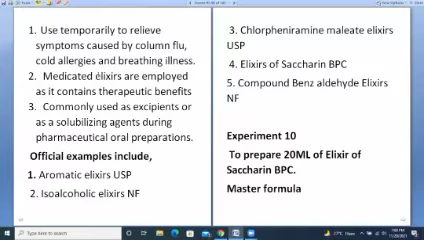 1. Use temporarily to relieve
symptoms caused by column flu,
cold allergies and breathing illness.
2. Medicated élixirs are employed
as it contains therapeutic benefits
3. Commonly used as excipients or
as a solubilizing agents during
pharmaceutical oral preparations.
Official examples include,
1. Aromatic elixirs USP
2. Isoalcoholic elixirs NF
3. Chlorpheniramine maleate elixirs
USP
4. Elixirs of Saccharin BPC
5. Compound Benz aldehyde Elixirs
NF
Experiment 10
To prepare 20ML of Elixir of
Saccharin BPC.
Master formula
Type here to search